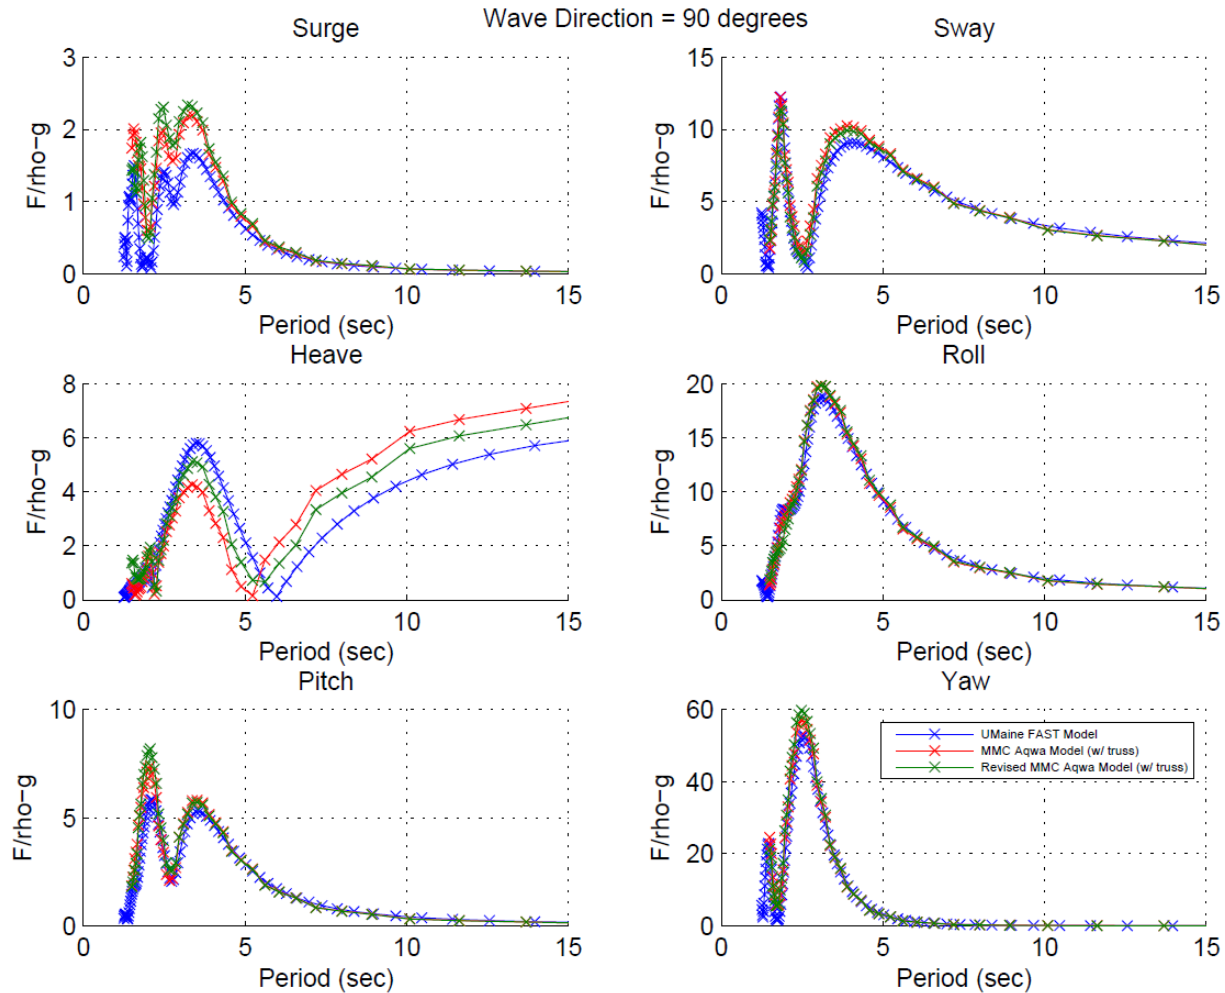 Wave Direction = 90 degrees
Surge
Sway
3
2
1
0
F/rho-g
0 5 10 15
Period (sec)
15
10
5
0
F/rho-g
0 5 10 15
Period (sec)
Heave
Roll
8
6
4
2
0
F/rho-g
0 5 10 15
Period (sec)
20
15
10
5
0
F/rho-g
0 5 10 15
Period (sec)
Pitch
Yaw
10
5
0
F/rho-g
0 5 10 15
Period (sec)
60
40
20
0
F/rho-g
UMaine FAST Model
MMC Aqwa Model (w/ truss)
Revised MMC Aqwa Model (w/ truss)
0 5 10 15
Period (sec)